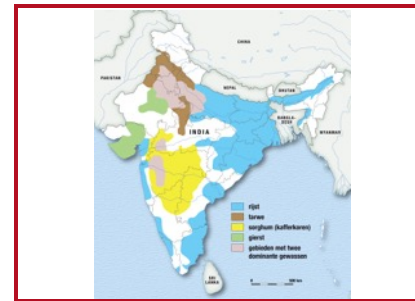 CHINA
PAKISTAN
NEPAL
BHUTAN
BANGLA-
DESH
INDIA
MYANMAR
rijst
tarwe
sorghum (kafferkoren)
gierst
gebieden met twee
dominante gewassen
SRI
LANKA